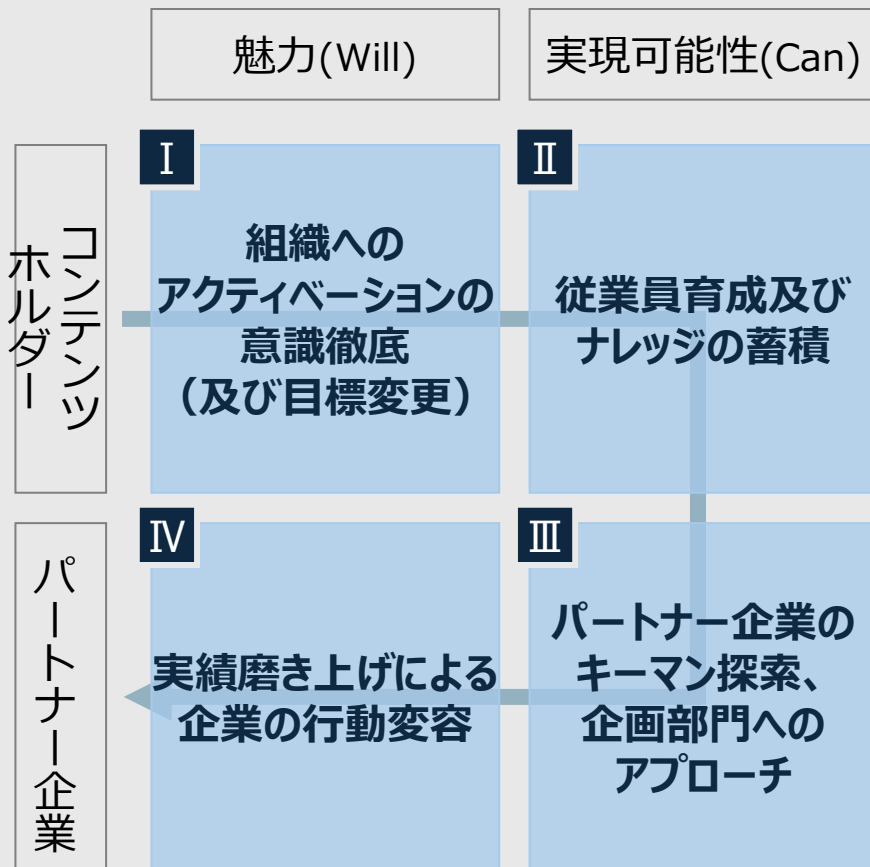 魅力(Will)
実現可能性(Can)
コンテンツ
ホルダー
Ⅰ
組織への
アクティベーションの
意識徹底
（及び目標変更）
Ⅱ
従業員育成及び
ナレッジの蓄積
パートナー企業
Ⅳ
実績磨き上げによる
企業の行動変容
Ⅲ
パートナー企業の
キーマン探索、
企画部門への
アプローチ